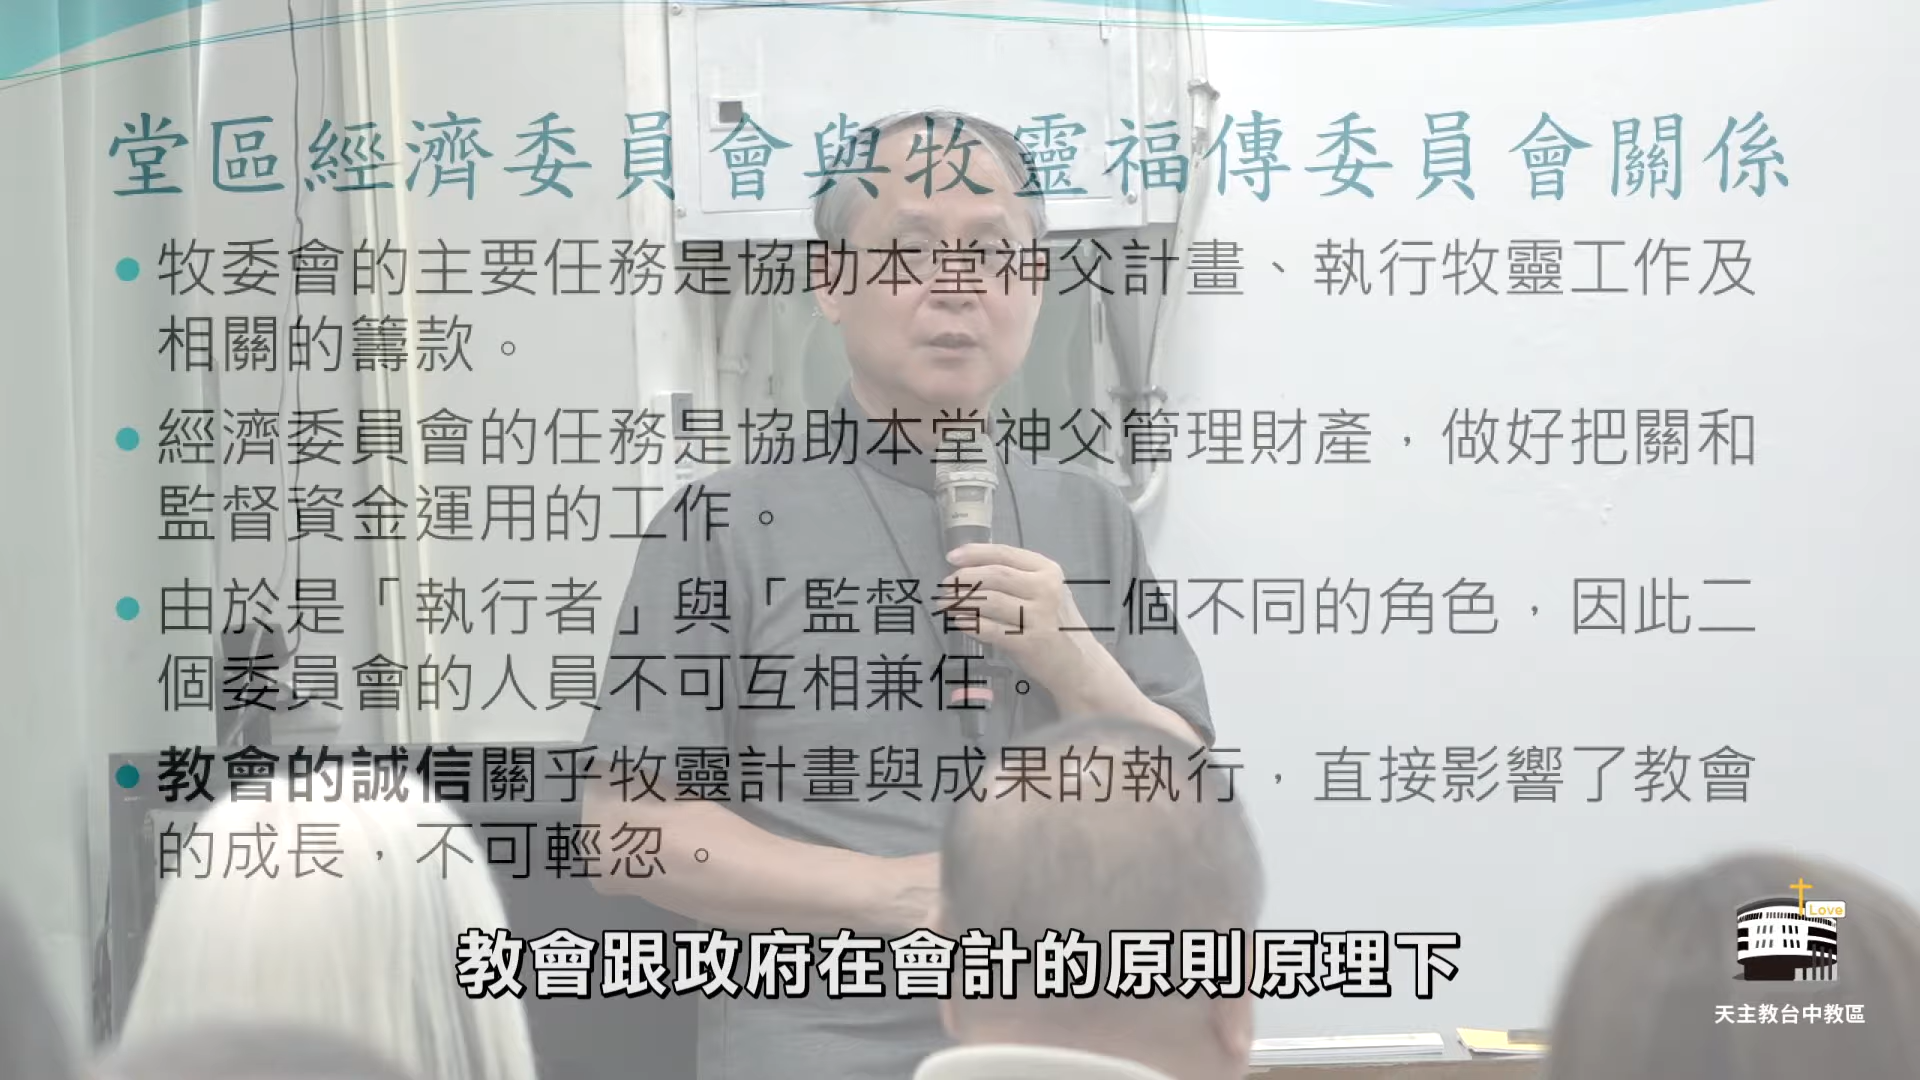 堂區經濟委員會與牧靈福傳委員會關係
牧委會的主要任務是協助本堂神父計畫、執行牧靈工作及
相關的籌款。
經濟委員會的任務是協助本堂神父管理財產，做好把關和
監督資金運用的工作。
由於是「執行者」與「監督者」二個不同的角色，因此二
個委員會的人員不可互相兼任。
教會的誠信關乎牧靈計畫與成果的執行，直接影響了教會
的成長，不可輕忽。
教會跟政府在會計的原則原理下
Love
天主教台中教區